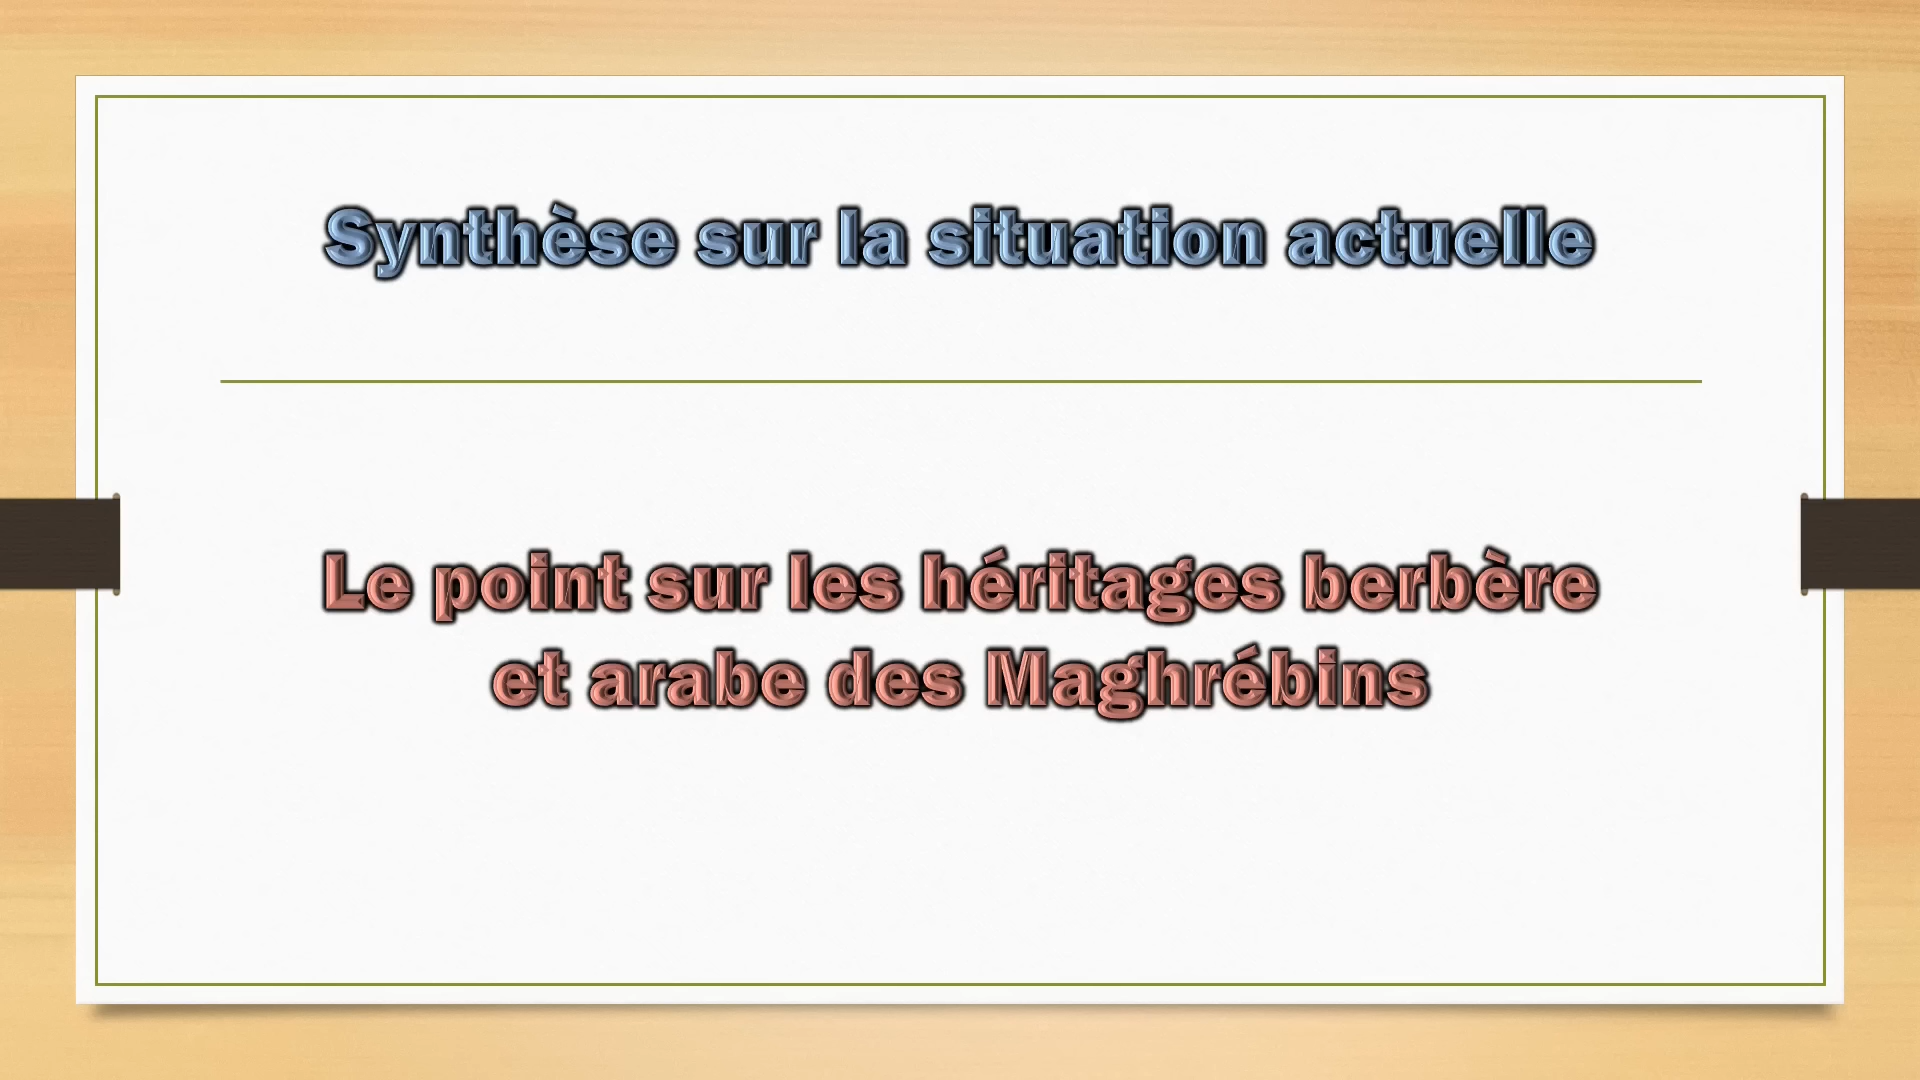 Synthèse sur la situation actuelle
Le point sur les héritages berbère
et arabe des Maghrébins